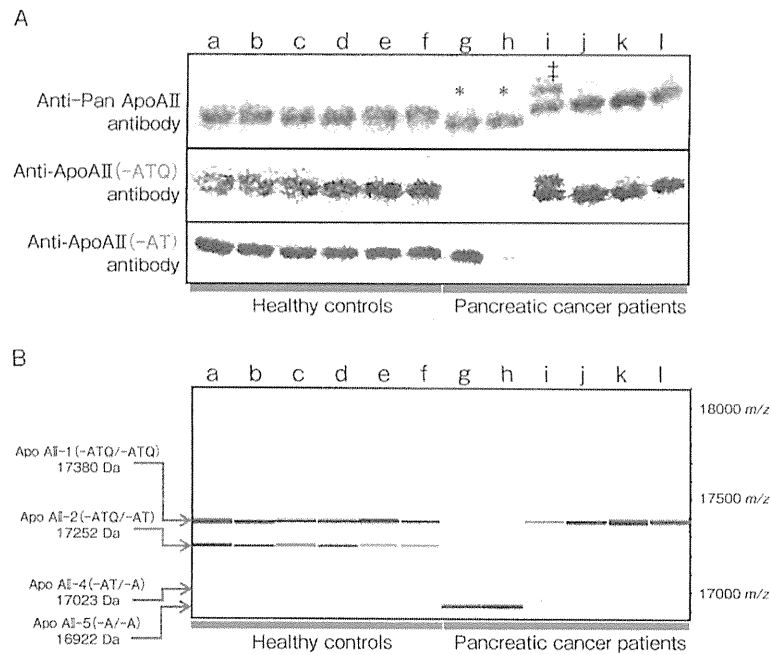 A
a b c d e f g h i j k l
* * ‡
Anti-Pan ApoAⅡ
antibody
Anti-ApoAⅡ(-ATQ)
antibody
Anti-ApoAⅡ(-AT)
antibody
Healthy controls Pancreatic cancer patients
B
a b c d e f g h i j k l
18000 m/z
Apo AⅡ-1(-ATQ/-ATQ)
17380 Da
17500 m/z
Apo AⅡ-2(-ATQ/-AT)
17252 Da
Apo AⅡ-4(-AT/-A)
17023 Da
17000 m/z
Apo AⅡ-5(-A/-A)
16922 Da
Healthy controls Pancreatic cancer patients